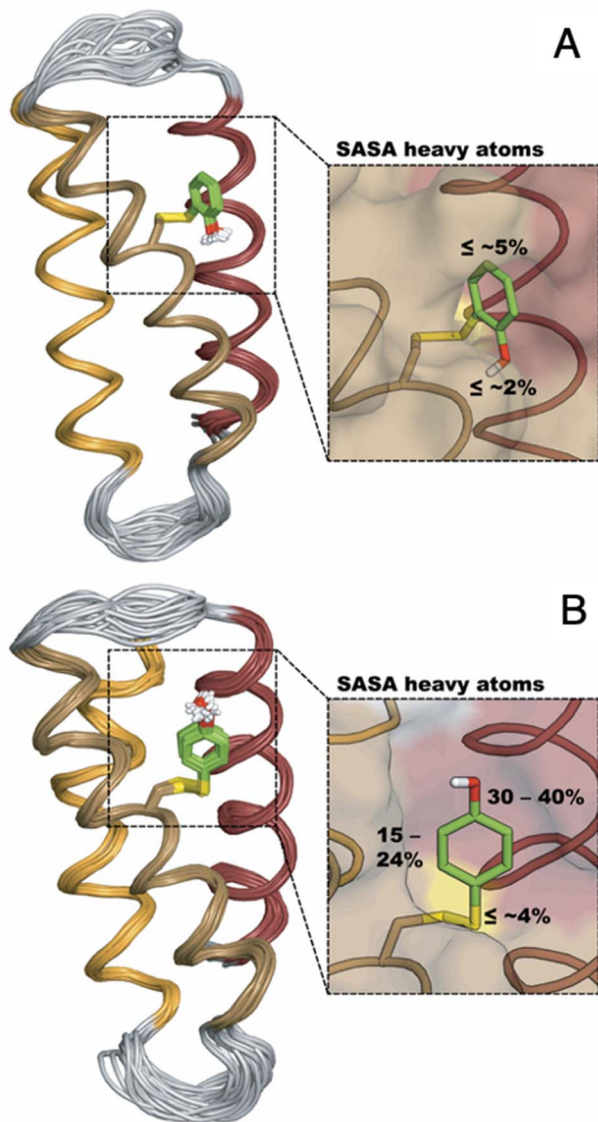 A
SASA heavy atoms
≤ ~5%
≤ ~2%
B
SASA heavy atoms
30 – 40%
15 –
24%
≤ ~4%